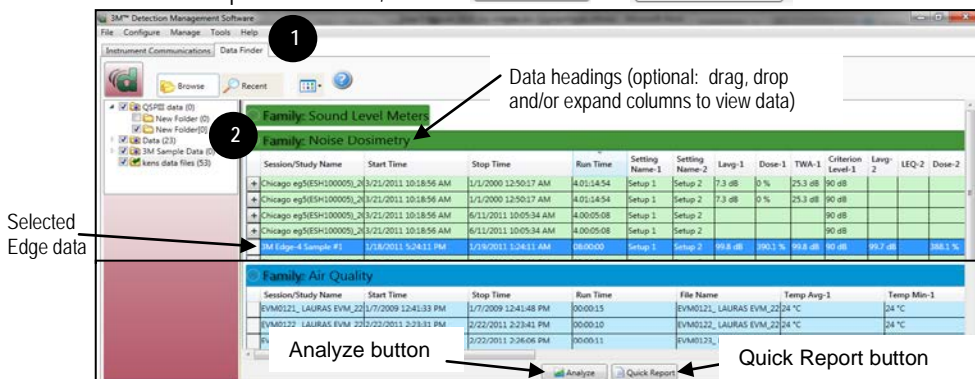 3M™ Detection Management Software
File Configure Manage Tools Help
1
Instrument Communications Data Finder
Browse Recent
Data headings (optional: drag, drop
and/or expand columns to view data)
QSPIII data (0)
New Folder (0)
New Folder[0]
Data (23)
3M Sample Data (0)
kens data files (53)
2
Family: Sound Level Meters
Family: Noise Dosimetry
Session/Study Name Start Time Stop Time Run Time Setting Name-1 Setting Name-2 Lavg-1 Dose-1 TWA-1 Criterion Level-1 Lavg-2 LEQ-2 Dose-2
Chicago eg5(ESH100005)_2( 3/21/2011 10:18:56 AM 1/1/2000 12:50:17 AM 4.01:14:54 Setup 1 Setup 2 7.3 dB 0 % 25.3 dB 90 dB
Chicago eg5(ESH100005)_2( 3/21/2011 10:18:56 AM 1/1/2000 12:50:17 AM 4.01:14:54 Setup 1 Setup 2 7.3 dB 0 % 25.3 dB 90 dB
Chicago eg5(ESH100005)_2( 3/21/2011 10:18:56 AM 6/11/2011 10:05:34 AM 4.00:05:08 Setup 1 Setup 2 90 dB
Chicago eg5(ESH100005)_2( 3/21/2011 10:18:56 AM 6/11/2011 10:05:34 AM 4.00:05:08 Setup 1 Setup 2 90 dB
3M Edge-4 Sample #1 1/18/2011 5:24:11 PM 1/19/2011 1:24:11 AM 08:00:00 Setup 1 Setup 2 99.8 dB 390.1 % 99.8 dB 90 dB 99.7 dB 388.1 %
Selected
Edge data
Family: Air Quality
Session/Study Name Start Time Stop Time Run Time File Name Temp Avg-1 Temp Min-1
EVM0121_ LAURAS EVM_22 1/7/2009 12:41:33 PM 1/7/2009 12:41:48 PM 00:00:15 EVM0121_ LAURAS EVM_22 24 °C 24 °C
EVM0122_ LAURAS EVM_22 2/22/2011 2:23:31 PM 2/22/2011 2:23:41 PM 00:00:10 EVM0122_ LAURAS EVM_22 24 °C 24 °C
2/22/2011 2:26:06 PM 00:00:11 EVM0123_
Analyze button
Quick Report button
Analyze Quick Report